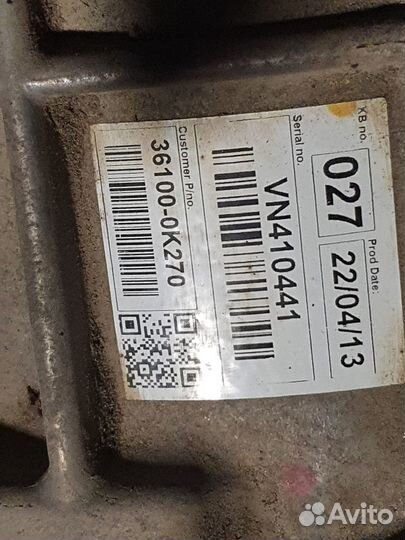 KB no.
Prod Date:
027
22/04/13
Serial no.
VN410441
Customer P/no.
36100-0K270
Avito